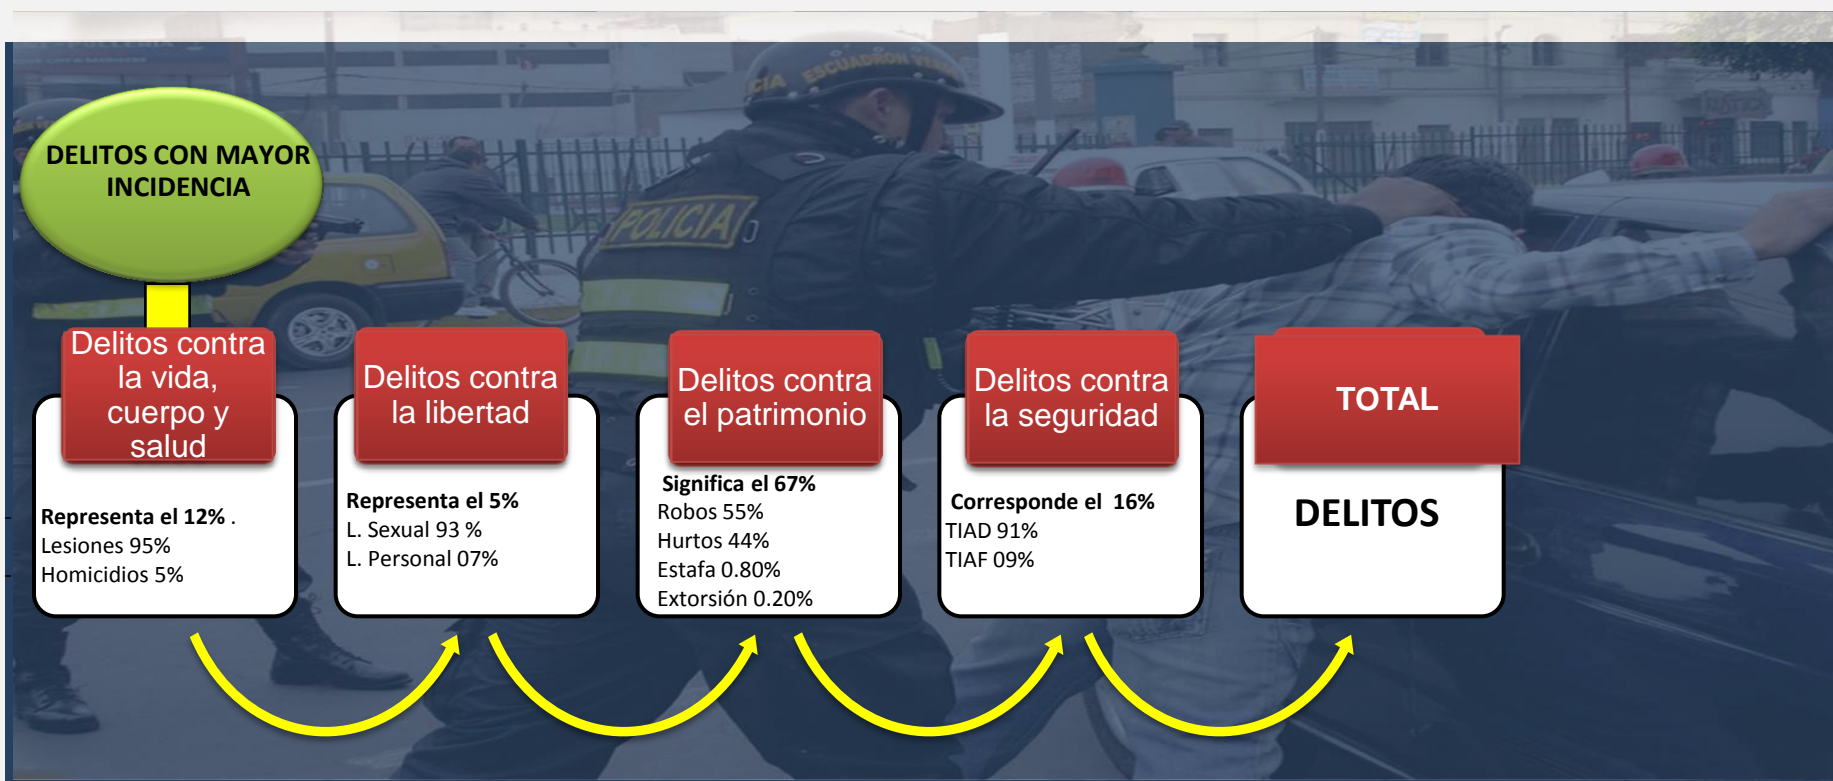 DELITOS CON MAYOR
INCIDENCIA
Delitos contra
la vida,
cuerpo y
salud
Representa el 12% .
Lesiones 95%
Homicidios 5%
Delitos contra
la libertad
Representa el 5%
L. Sexual 93 %
L. Personal 07%
Delitos contra
el patrimonio
Significa el 67%
Robos 55%
Hurtos 44%
Estafa 0.80%
Extorsión 0.20%
Delitos contra
la seguridad
Corresponde el 16%
TIAD 91%
TIAF 09%
TOTAL
DELITOS
ESCUADRON
POLICIA